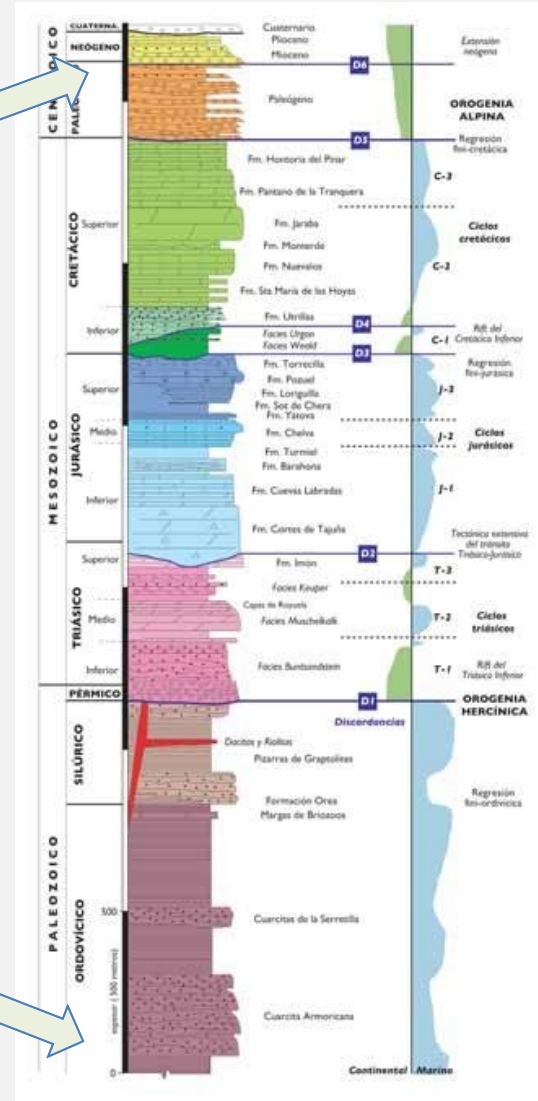 CUATERNA.
Cuaternario
Plioceno
NEÓGENO
Mioceno
Extensión
neógena
D6
CENOZOICO
Paleógeno
OROGENIA
ALPINA
D5
Regresión
fini-cretácica
Fm. Hontoria del Pinar
C-3
Fm. Pantano de la Tranquera
CRETÁCICO
Superior
Fm. Jaraba
Ciclos
cretácicos
Fm. Monterde
Fm. Nuevalos
C-2
Fm. Sta María de las Hoyas
Fm. Utrillas
D4
Inferior
Facies Urgon
Facies Weald
C-1
Rift del
Cretácico Inferior
D3
Fm. Torrecilla
Regresión
fini-jurásica
Fm. Pozuel
Superior
Fm. Loriguilla
J-3
Fm. Sot de Chera
Fm. Yátova
MESOZOICO
JURÁSICO
Medio
Fm. Chelva
J-2
Ciclos
jurásicos
Fm. Turmiel
Fm. Barahona
Inferior
Fm. Cuevas Labradas
J-1
Fm. Cortes de Tajuña
Tectónica extensiva
del tránsito
Triásico-Jurásico
D2
Superior
Fm. Imón
T-3
Facies Keuper
TRIÁSICO
Capas de Royuela
Medio
Facies Muschelkalk
T-2
Ciclos
triásicos
Inferior
Facies Buntsandstein
T-1
Rift del
Triásico Inferior
PÉRMICO
D1
OROGENIA
HERCÍNICA
Discordancias
SILÚRICO
Dacitas y Riolitas
Pizarras de Graptolites
Regresión
fini-ordivícica
Formación Orea
Margas de Briozoos
PALEOZOICO
ORDOVÍCICO
500
Cuarcitas de la Serretilla
espesor (500 metros)
Cuarcita Armoricana
0
Continental
Marino